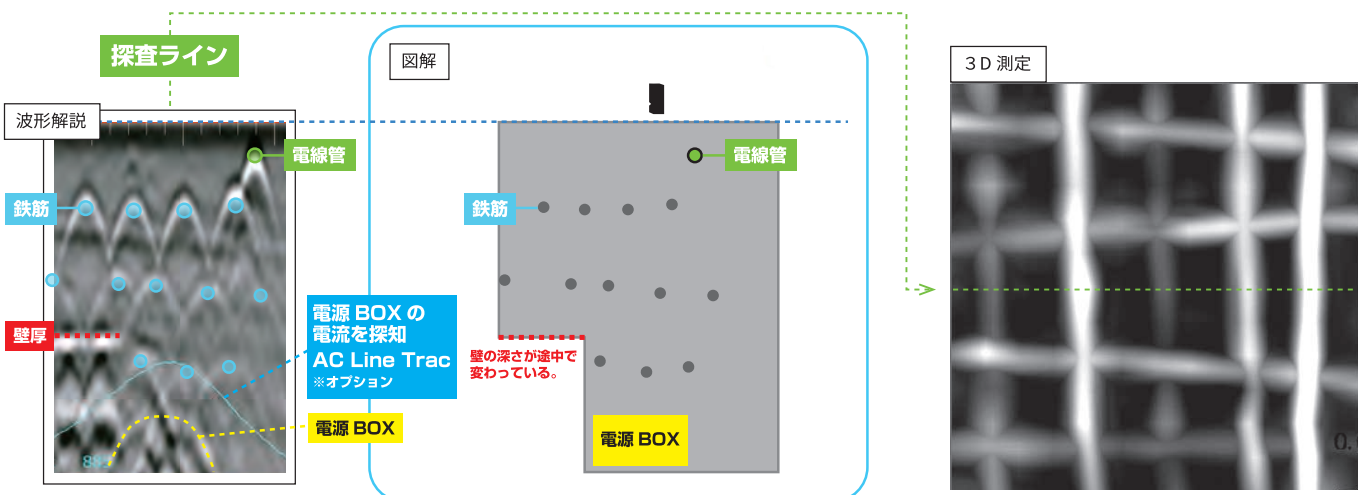 探査ライン
図解
3D 測定
波形解説
電線管
電線管
鉄筋
鉄筋
電源 BOX の
電流を探知
AC Line Trac
※オプション
壁厚
壁の深さが途中で
変わっている。
電源 BOX
電源 BOX